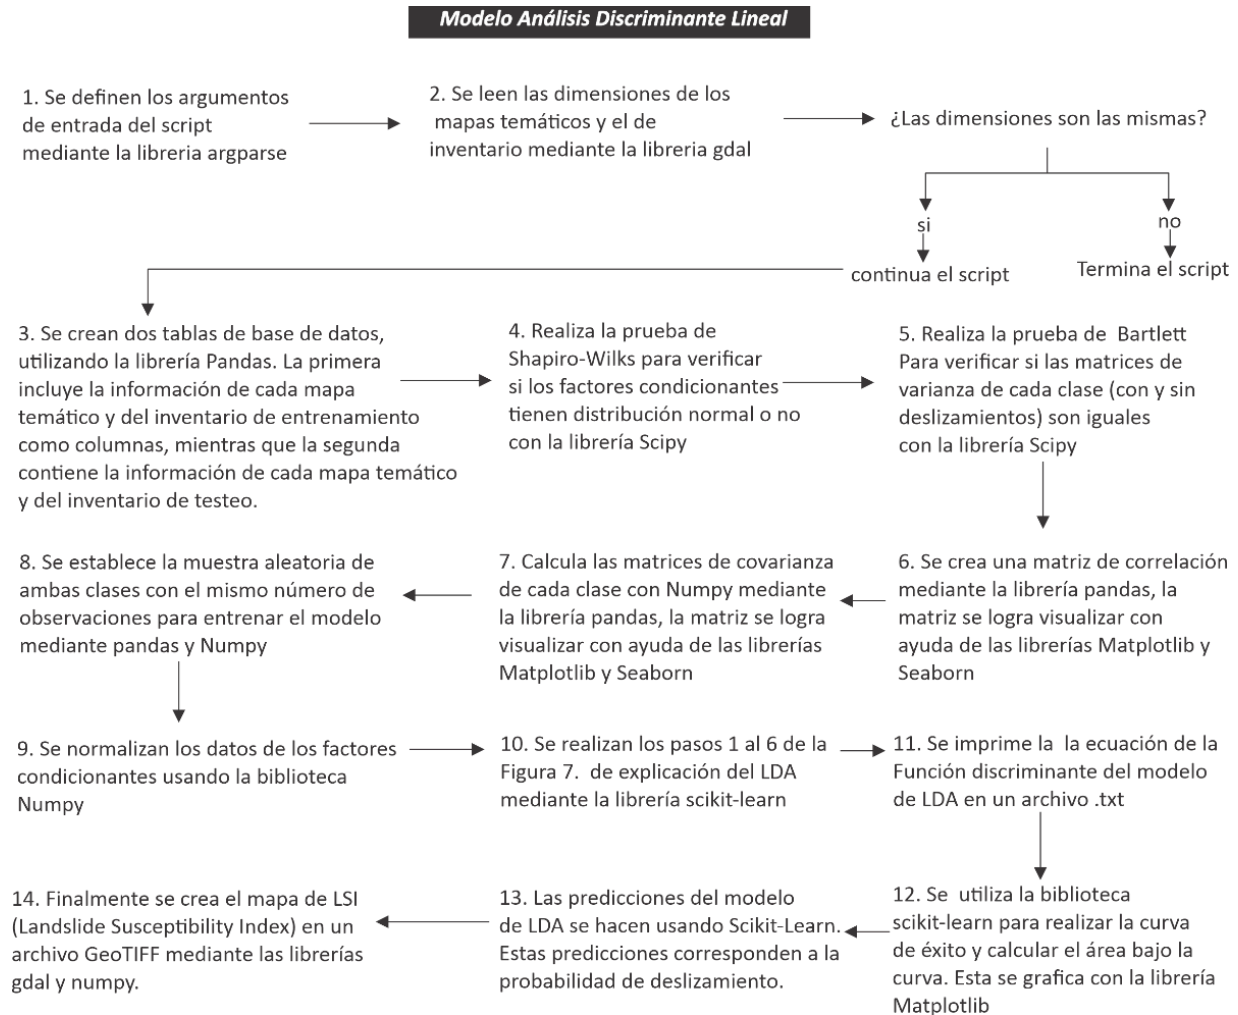 Modelo Análisis Discriminante Lineal
1. Se definen los argumentos
de entrada del script
mediante la libreria argparse
2. Se leen las dimensiones de los
mapas temáticos y el de
inventario mediante la libreria gdal
¿Las dimensiones son las mismas?
si
no
continua el script
Termina el script
3. Se crean dos tablas de base de datos,
utilizando la librería Pandas. La primera
incluye la información de cada mapa
temático y del inventario de entrenamiento
como columnas, mientras que la segunda
contiene la información de cada mapa temático
y del inventario de testeo.
4. Realiza la prueba de
Shapiro-Wilks para verificar
si los factores condicionantes
tienen distribución normal o no
con la librería Scipy
5. Realiza la prueba de Bartlett
Para verificar si las matrices de
varianza de cada clase (con y sin
deslizamientos) son iguales
con la librería Scipy
6. Se crea una matriz de correlación
mediante la librería pandas, la
matriz se logra visualizar con
ayuda de las librerías Matplotlib y
Seaborn
7. Calcula las matrices de covarianza
de cada clase con Numpy mediante
la librería pandas, la matriz se logra
visualizar con ayuda de las librerías
Matplotlib y Seaborn
8. Se establece la muestra aleatoria de
ambas clases con el mismo número de
observaciones para entrenar el modelo
mediante pandas y Numpy
9. Se normalizan los datos de los factores
condicionantes usando la biblioteca
Numpy
10. Se realizan los pasos 1 al 6 de la
Figura 7. de explicación del LDA
mediante la librería scikit-learn
11. Se imprime la la ecuación de la
Función discriminante del modelo
de LDA en un archivo .txt
12. Se utiliza la biblioteca
scikit-learn para realizar la curva
de éxito y calcular el área bajo la
curva. Esta se grafica con la librería
Matplotlib
13. Las predicciones del modelo
de LDA se hacen usando Scikit-Learn.
Estas predicciones corresponden a la
probabilidad de deslizamiento.
14. Finalmente se crea el mapa de LSI
(Landslide Susceptibility Index) en un
archivo GeoTIFF mediante las librerías
gdal y numpy.